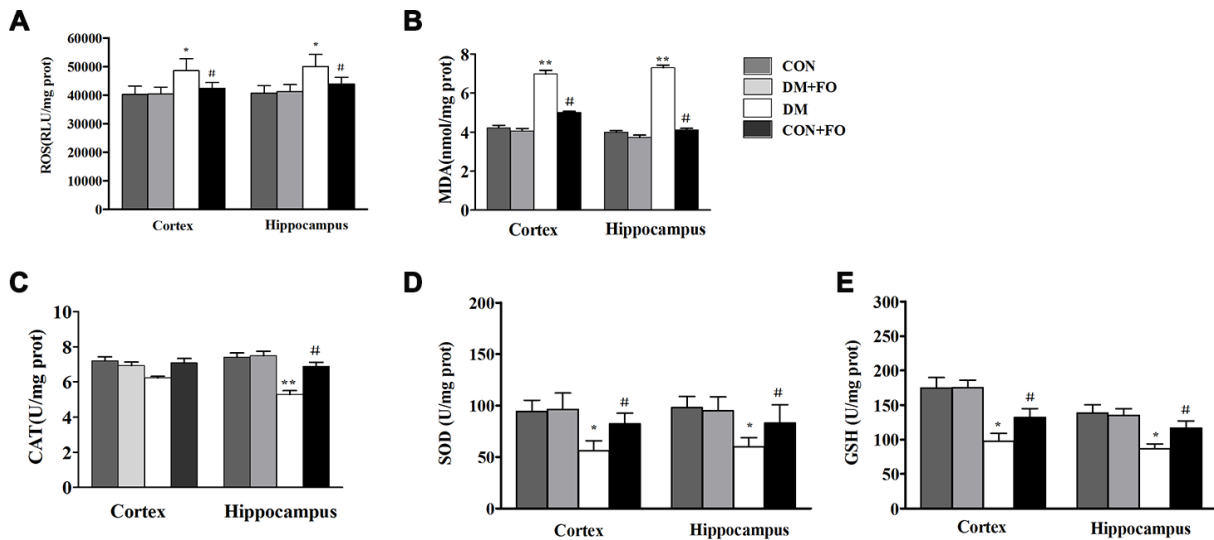 A
ROS(RLU/mg prot)
60000
50000
40000
30000
20000
10000
0
*
#
*
#
Cortex
Hippocampus
B
MDA(nmol/mg prot)
8
6
4
2
0
**
#
**
#
Cortex
Hippocampus
CON
DM+FO
DM
CON+FO
C
CAT(U/mg prot)
10
8
6
4
2
0
**
#
Cortex
Hippocampus
D
SOD (U/mg prot)
200
150
100
50
0
*
#
*
#
Cortex
Hippocampus
E
GSH (U/mg prot)
300
250
200
150
100
50
0
*
#
*
#
Cortex
Hippocampus